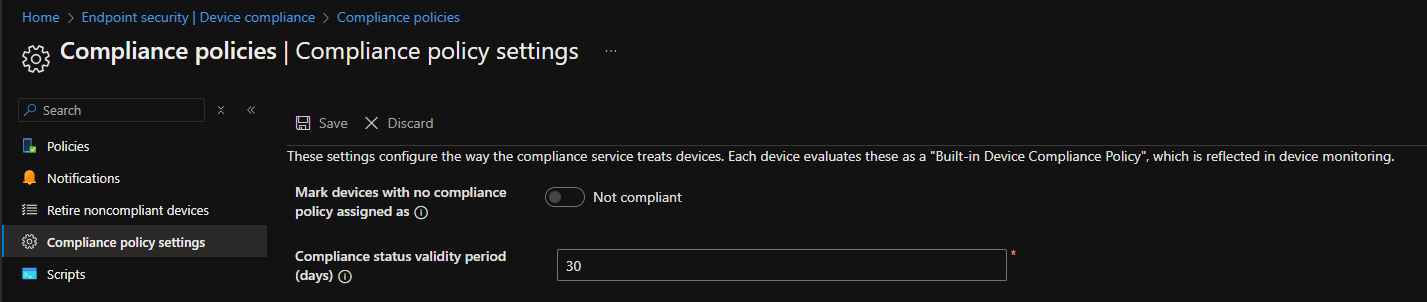 Home > Endpoint security | Device compliance > Compliance policies
Compliance policies | Compliance policy settings ...
Search
Policies
Notifications
Retire noncompliant devices
Compliance policy settings
Scripts
Save Discard
These settings configure the way the compliance service treats devices. Each device evaluates these as a "Built-in Device Compliance Policy", which is reflected in device monitoring.
Mark devices with no compliance
policy assigned as
Not compliant
Compliance status validity period
(days)
30
*